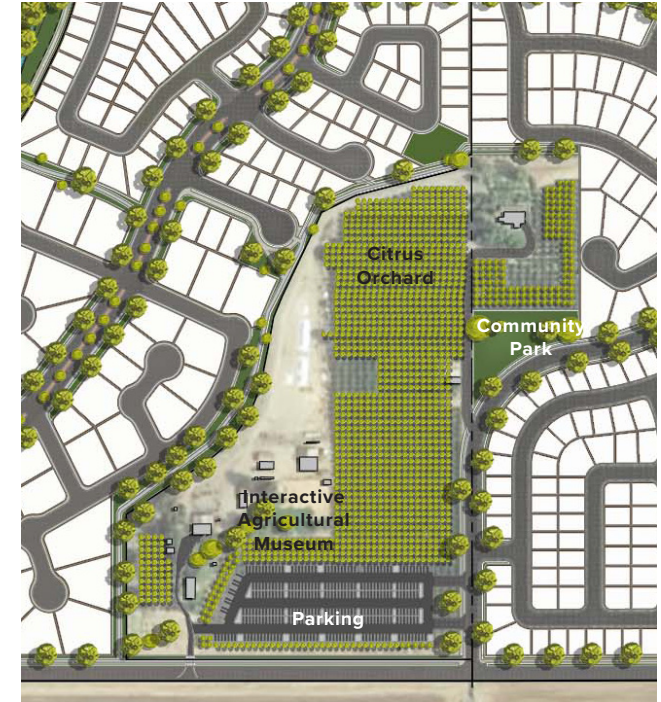 Citrus
Orchard
Community
Park
Interactive
Agricultural
Museum
Parking